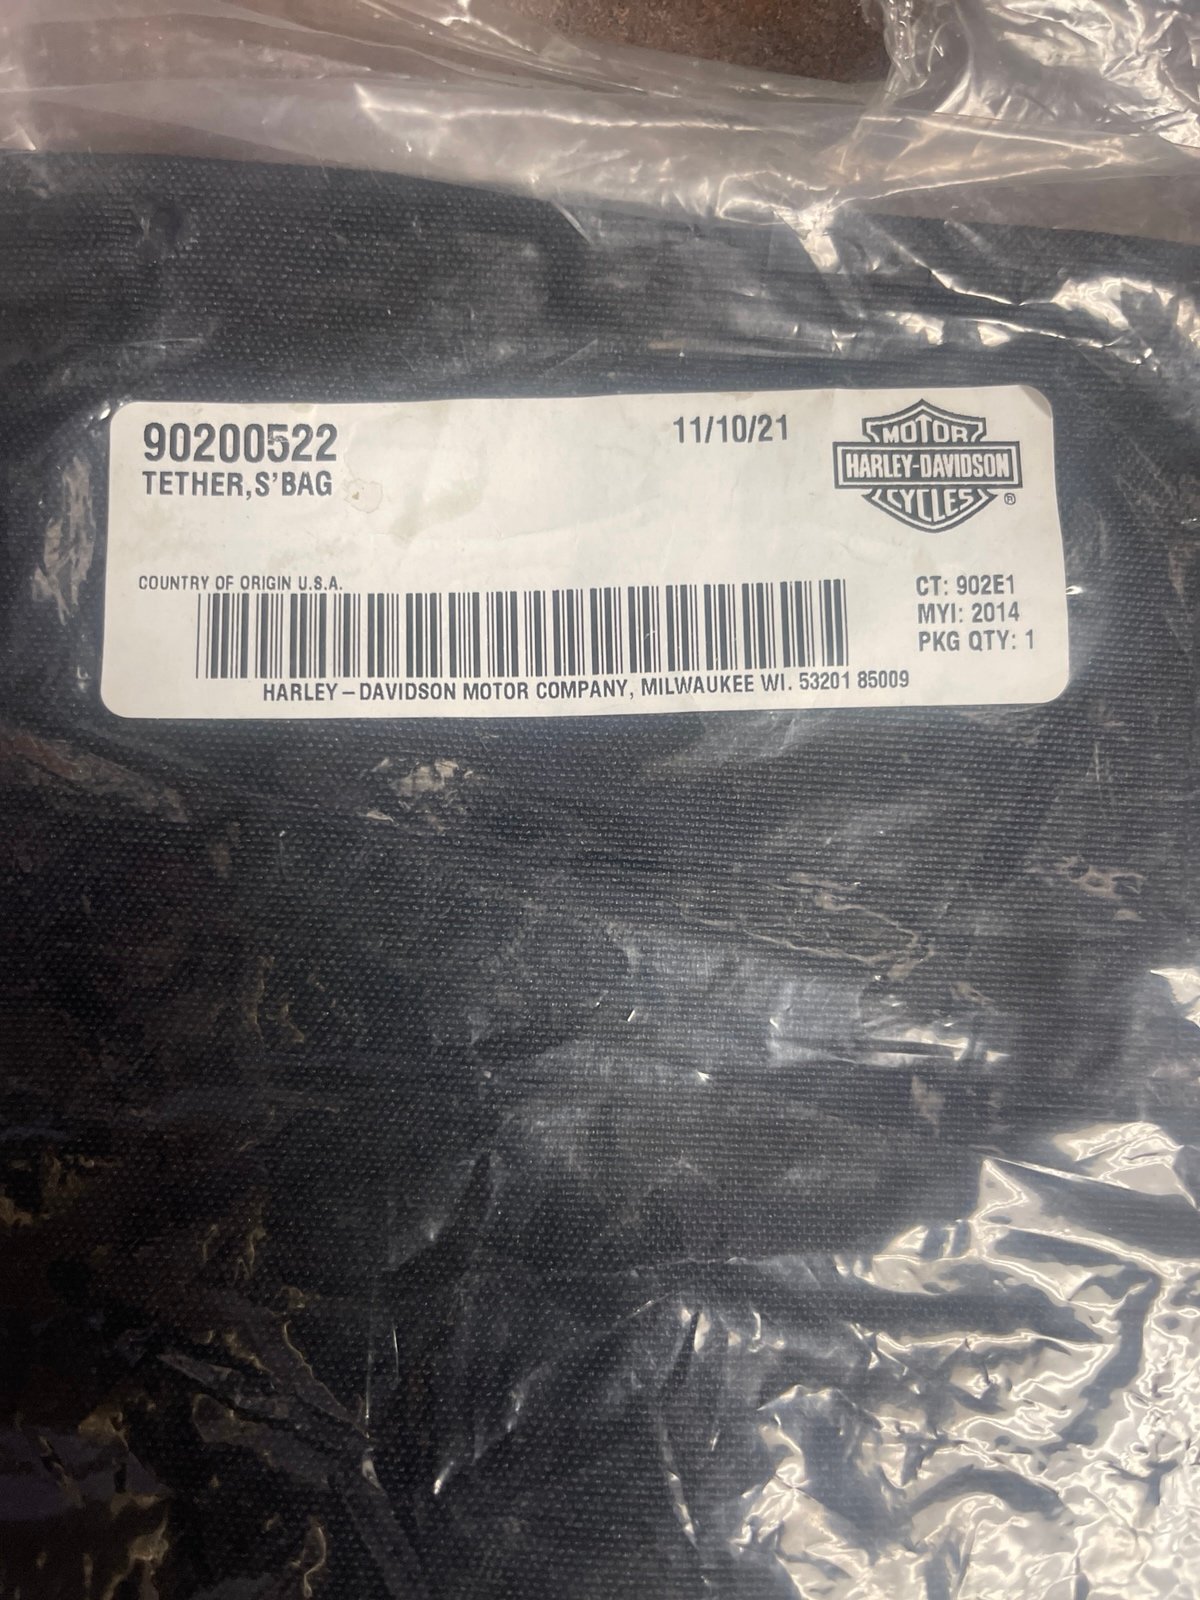 90200522
TETHER,S'BAG
11/10/21
MOTOR
HARLEY-DAVIDSON
CYCLES
®
COUNTRY OF ORIGIN U.S.A.
CT: 902E1
MYI: 2014
PKG QTY: 1
HARLEY-DAVIDSON MOTOR COMPANY, MILWAUKEE WI. 53201 85009